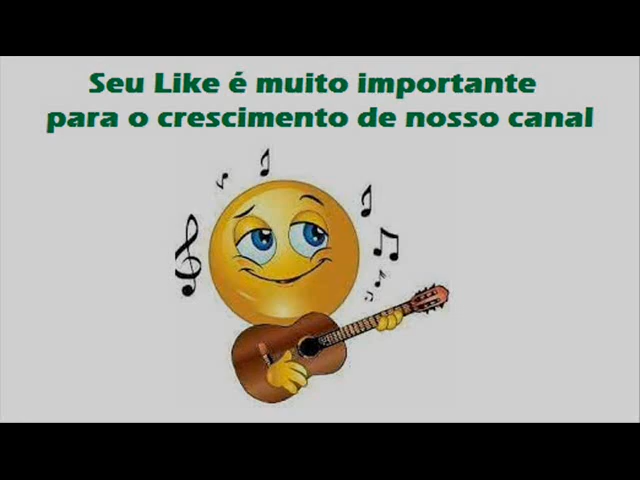 Seu Like é muito importante
para o crescimento de nosso canal